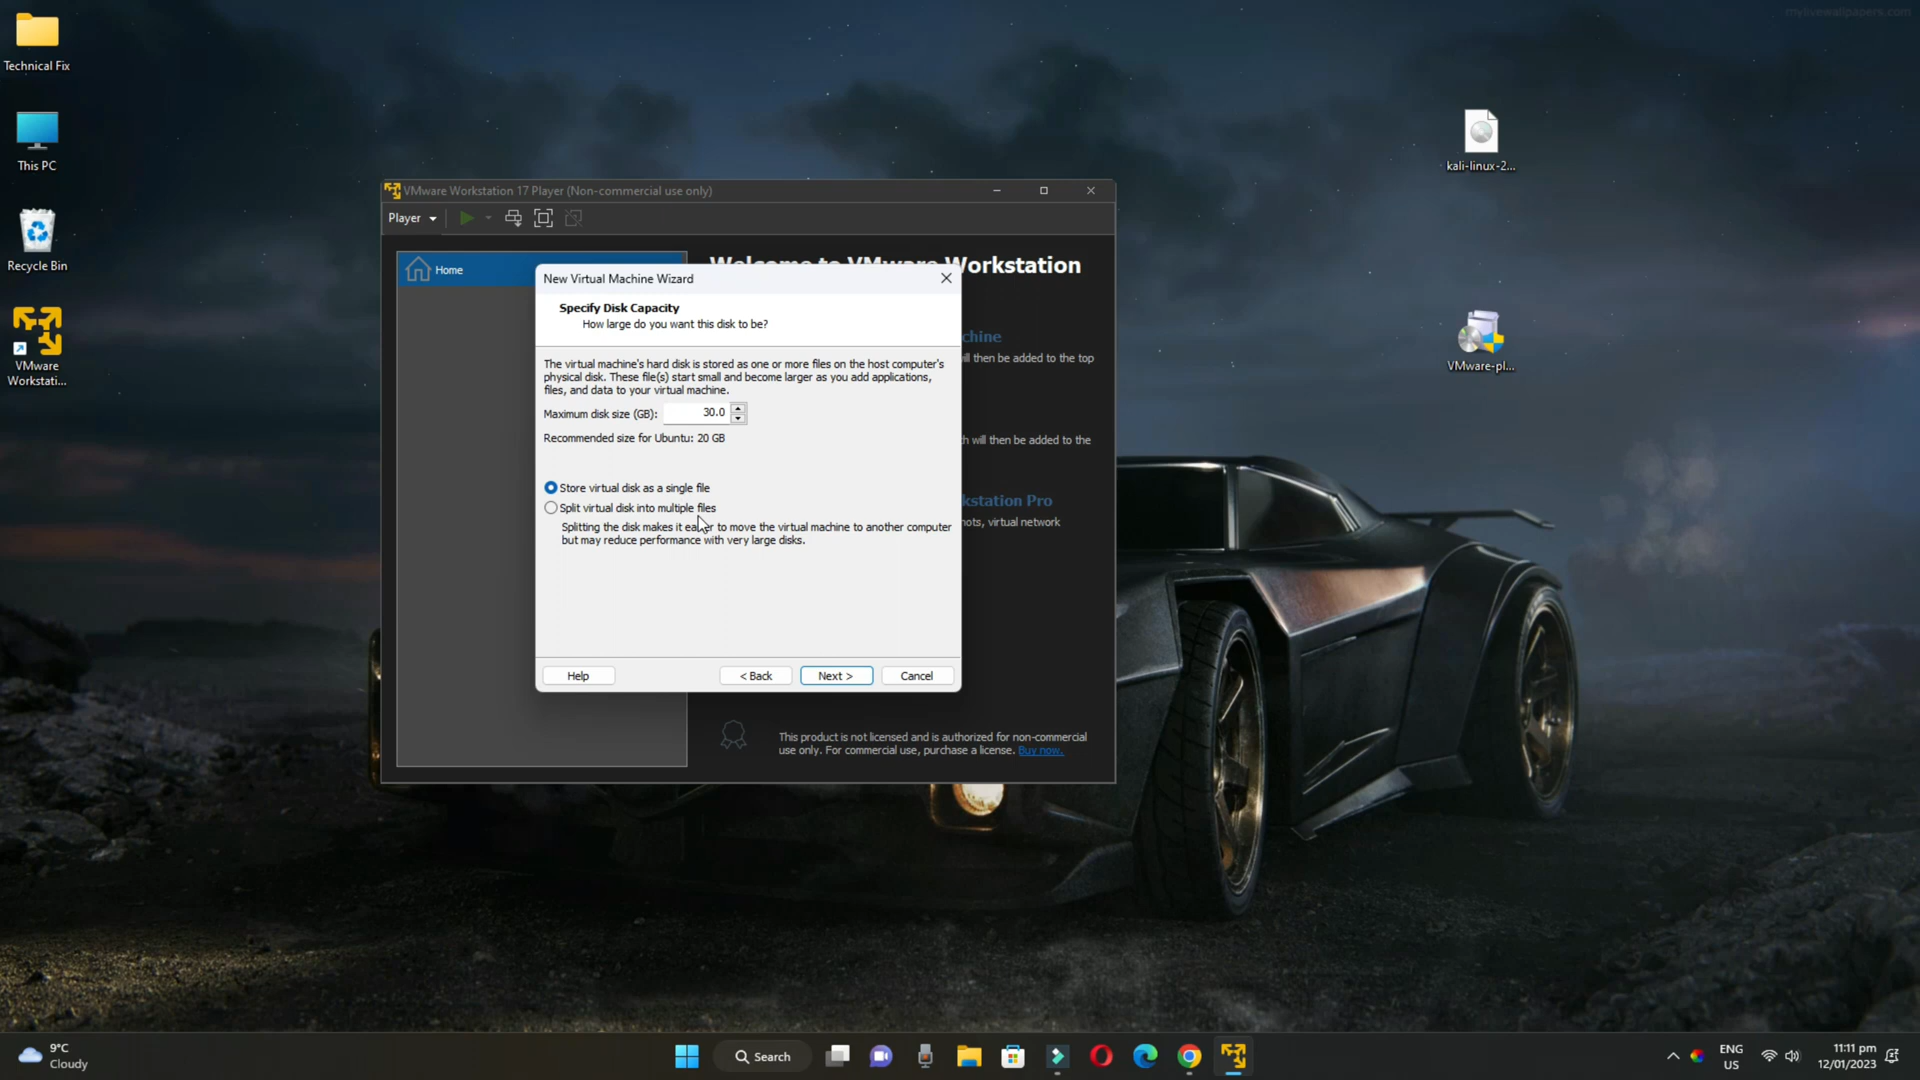 mylivewallpapers.com
Technical Fix
This PC
Recycle Bin
VMware
Workstati...
kali-linux-2...
VMware-pl...
VMware Workstation 17 Player (Non-commercial use only)
Player
Home
Welcome to VMware Workstation
chine
ll then be added to the top
h will then be added to the
kstation Pro
ots, virtual network
New Virtual Machine Wizard
Specify Disk Capacity
How large do you want this disk to be?
The virtual machine's hard disk is stored as one or more files on the host computer's
physical disk. These file(s) start small and become larger as you add applications,
files, and data to your virtual machine.
Maximum disk size (GB): 30.0
Recommended size for Ubuntu: 20 GB
Store virtual disk as a single file
Split virtual disk into multiple files
Splitting the disk makes it easier to move the virtual machine to another computer
but may reduce performance with very large disks.
Help
< Back
Next >
Cancel
This product is not licensed and is authorized for non-commercial
use only. For commercial use, purchase a license. Buy now.
9°C
Cloudy
Search
ENG
US
11:11 pm
12/01/2023